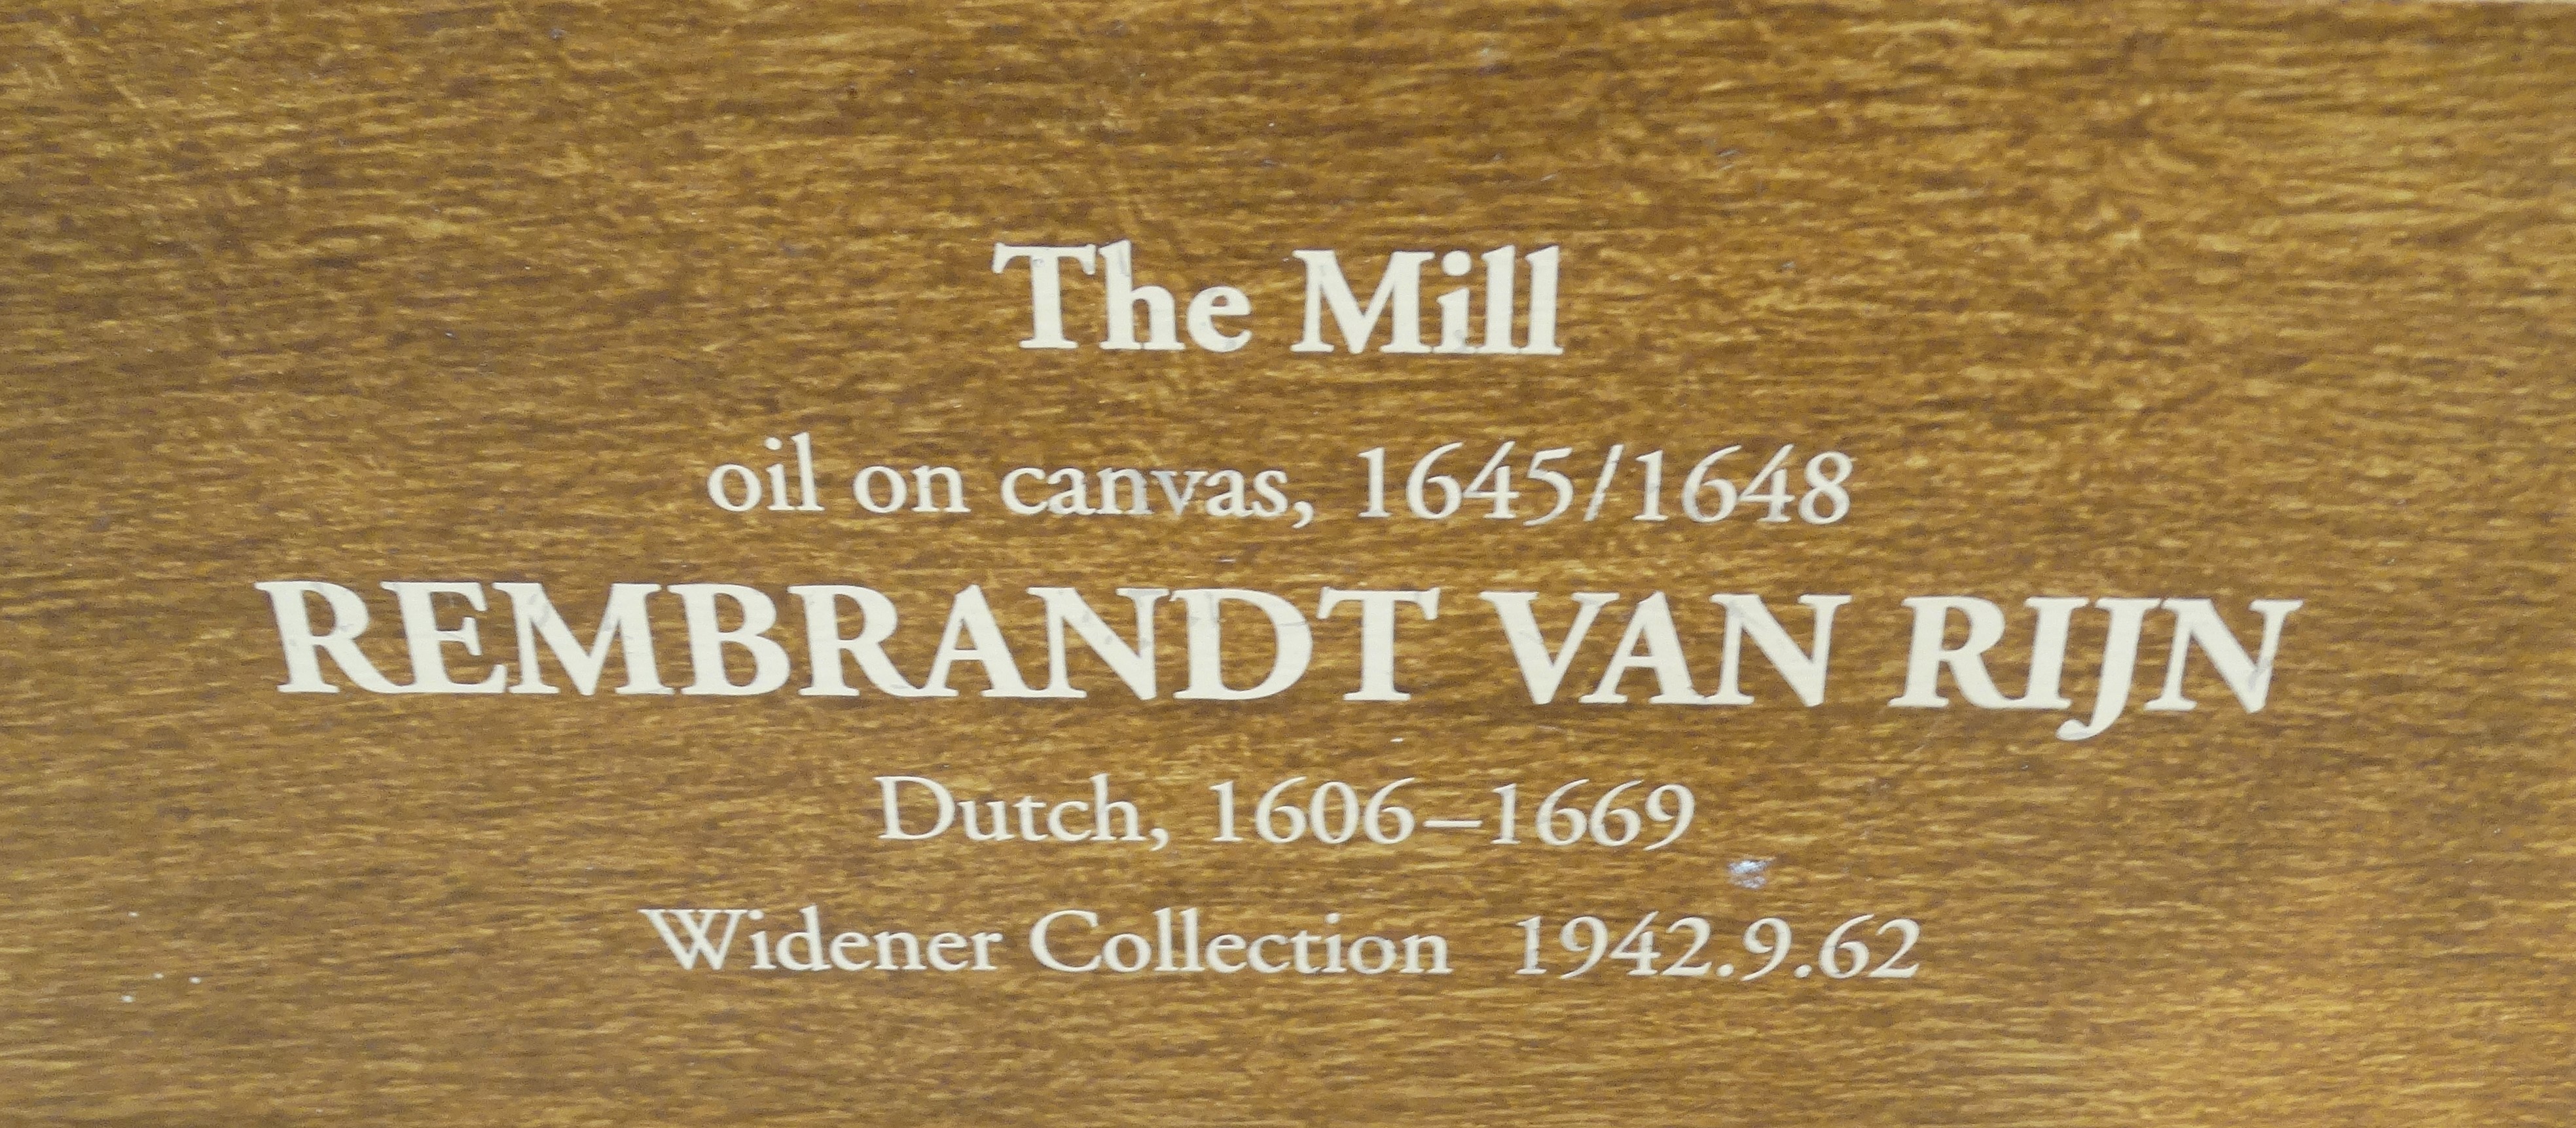 The Mill
oil on canvas, 1645/1648
REMBRANDT VAN RIJN
Dutch, 1606–1669
Widener Collection 1942.9.62